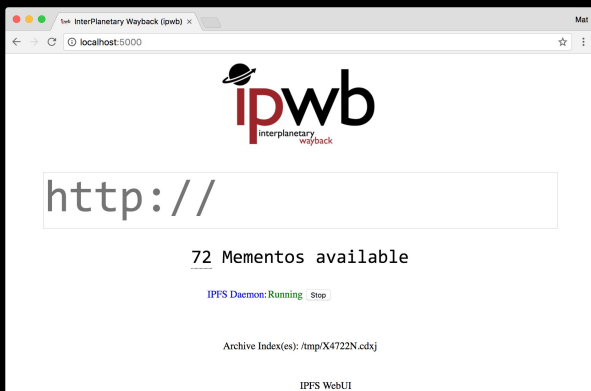 ipwb InterPlanetary Wayback (ipwb) ×
Mat
localhost:5000
ipwb
interplanetary
wayback
http://
72 Mementos available
IPFS Daemon: Running Stop
Archive Index(es): /tmp/X4722N.cdxj
IPFS WebUI